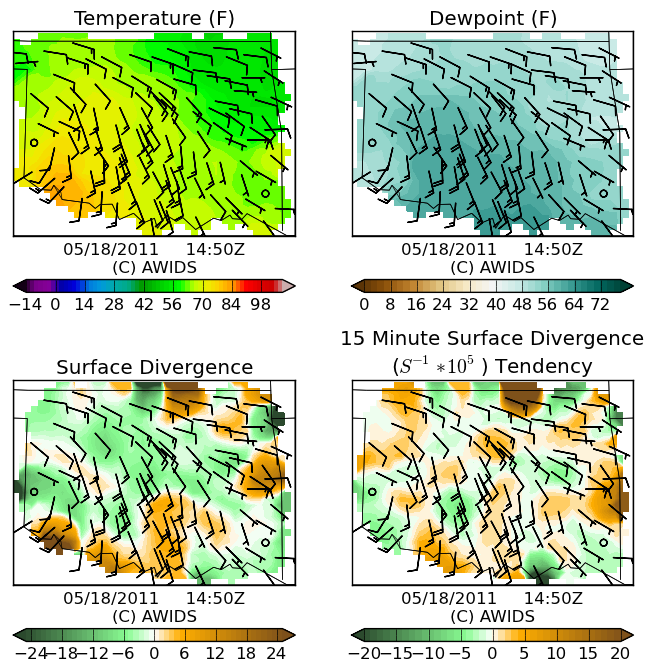 Temperature (F)
Dewpoint (F)
05/18/2011 14:50Z
(C) AWIDS
05/18/2011 14:50Z
(C) AWIDS
−14 0 14 28 42 56 70 84 98
0 8 16 24 32 40 48 56 64 72
Surface Divergence
15 Minute Surface Divergence
(S⁻¹ *10⁵ ) Tendency
05/18/2011 14:50Z
(C) AWIDS
05/18/2011 14:50Z
(C) AWIDS
−24 −18 −12 −6 0 6 12 18 24
−20 −15 −10 −5 0 5 10 15 20